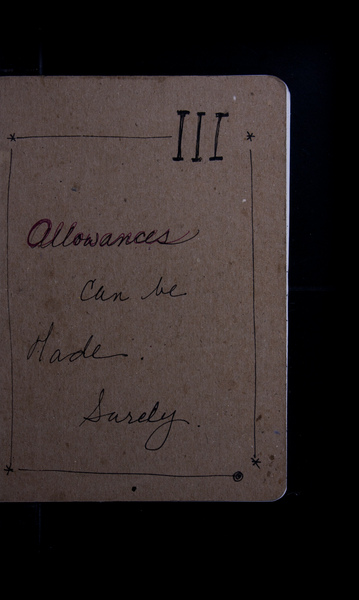 III
Allowances
can be
Made.
Surely.